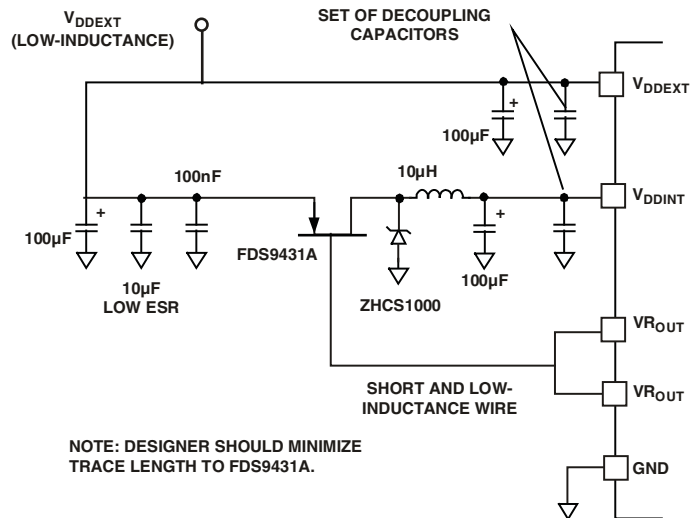 VDDEXT
(LOW-INDUCTANCE)
SET OF DECOUPLING
CAPACITORS
VDDEXT
+
100µF
100nF
10µH
VDDINT
+
100µF
+
FDS9431A
100µF
10µF
LOW ESR
ZHCS1000
VROUT
SHORT AND LOW-
INDUCTANCE WIRE
VROUT
NOTE: DESIGNER SHOULD MINIMIZE
TRACE LENGTH TO FDS9431A.
GND